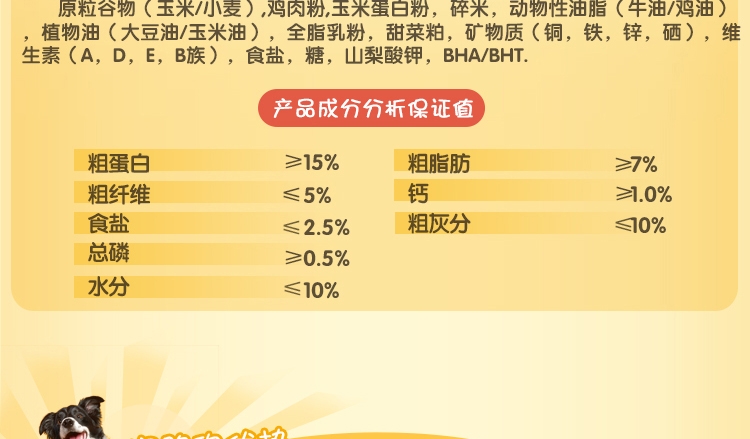 原粒谷物（玉米/小麦）,鸡肉粉,玉米蛋白粉，碎米，动物性油脂（牛油/鸡油）
，植物油（大豆油/玉米油），全脂乳粉，甜菜粕，矿物质（铜，铁，锌，硒），维
生素（A，D，E，B族），食盐，糖，山梨酸钾，BHA/BHT.
产品成分分析保证值
粗蛋白 ≥15%
粗纤维 ≤5%
食盐 ≤2.5%
总磷 ≥0.5%
水分 ≤10%
粗脂肪 ≥7%
钙 ≥1.0%
粗灰分 ≤10%